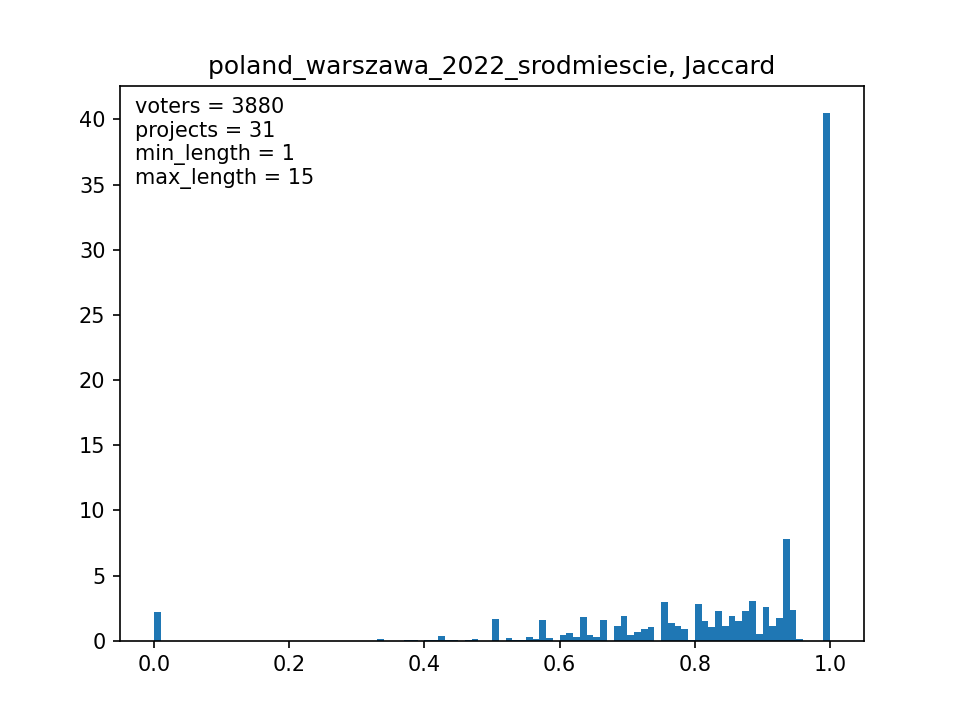 poland_warszawa_2022_srodmiescie, Jaccard
voters = 3880
projects = 31
min_length = 1
max_length = 15
40
35
30
25
20
15
10
5
0
0.0 0.2 0.4 0.6 0.8 1.0